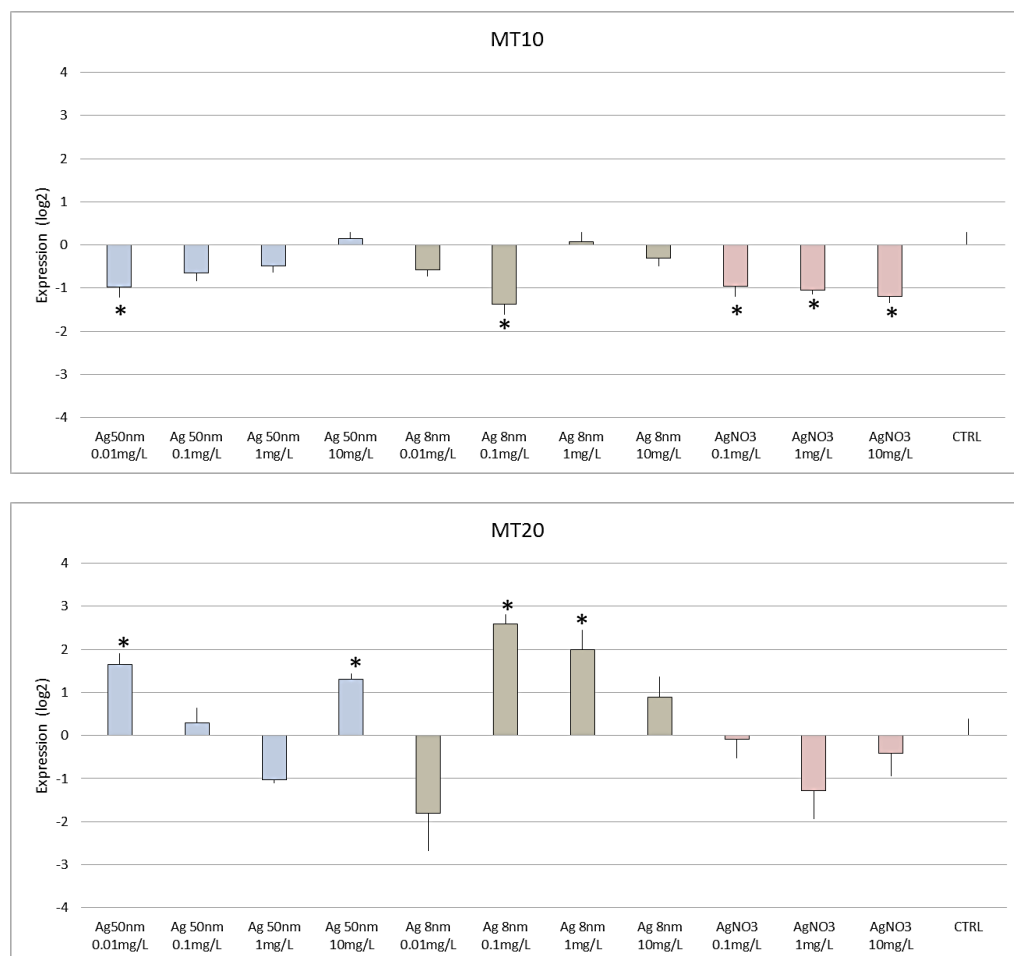 MT10
4
3
2
1
0
-1
-2
-3
-4
Expression (log2)
* * * * *
Ag50nm Ag 50nm Ag 50nm Ag 50nm Ag 8nm Ag 8nm Ag 8nm Ag 8nm AgNO3 AgNO3 AgNO3 CTRL
0.01mg/L 0.1mg/L 1mg/L 10mg/L 0.01mg/L 0.1mg/L 1mg/L 10mg/L 0.1mg/L 1mg/L 10mg/L
MT20
4
3
2
1
0
-1
-2
-3
-4
Expression (log2)
* * * *
Ag50nm Ag 50nm Ag 50nm Ag 50nm Ag 8nm Ag 8nm Ag 8nm Ag 8nm AgNO3 AgNO3 AgNO3 CTRL
0.01mg/L 0.1mg/L 1mg/L 10mg/L 0.01mg/L 0.1mg/L 1mg/L 10mg/L 0.1mg/L 1mg/L 10mg/L